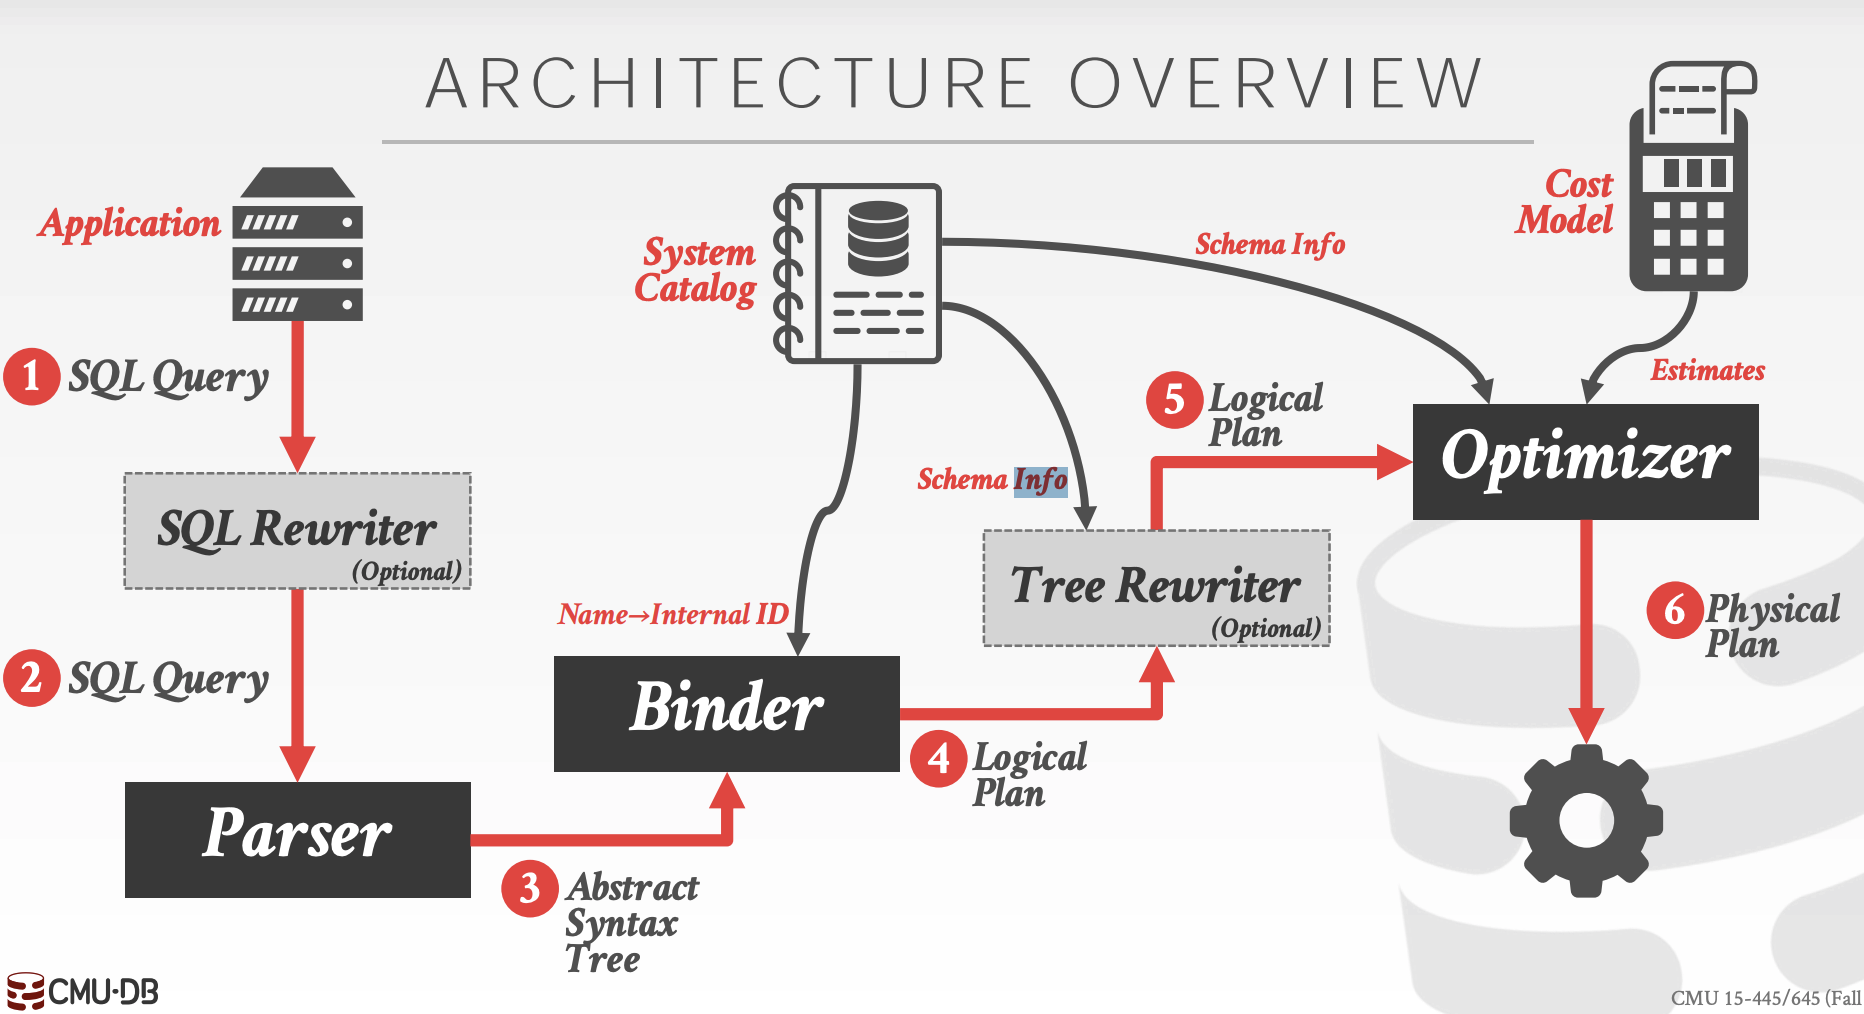 ARCHITECTURE OVERVIEW
Application
1 SQL Query
SQL Rewriter
(Optional)
2 SQL Query
Parser
3 Abstract
Syntax
Tree
System
Catalog
Name→Internal ID
Binder
4 Logical
Plan
Schema Info
Tree Rewriter
(Optional)
5 Logical
Plan
Schema Info
Cost
Model
Estimates
Optimizer
6 Physical
Plan
CMU·DB
CMU 15-445/645 (Fall